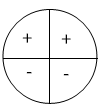 + +
- -